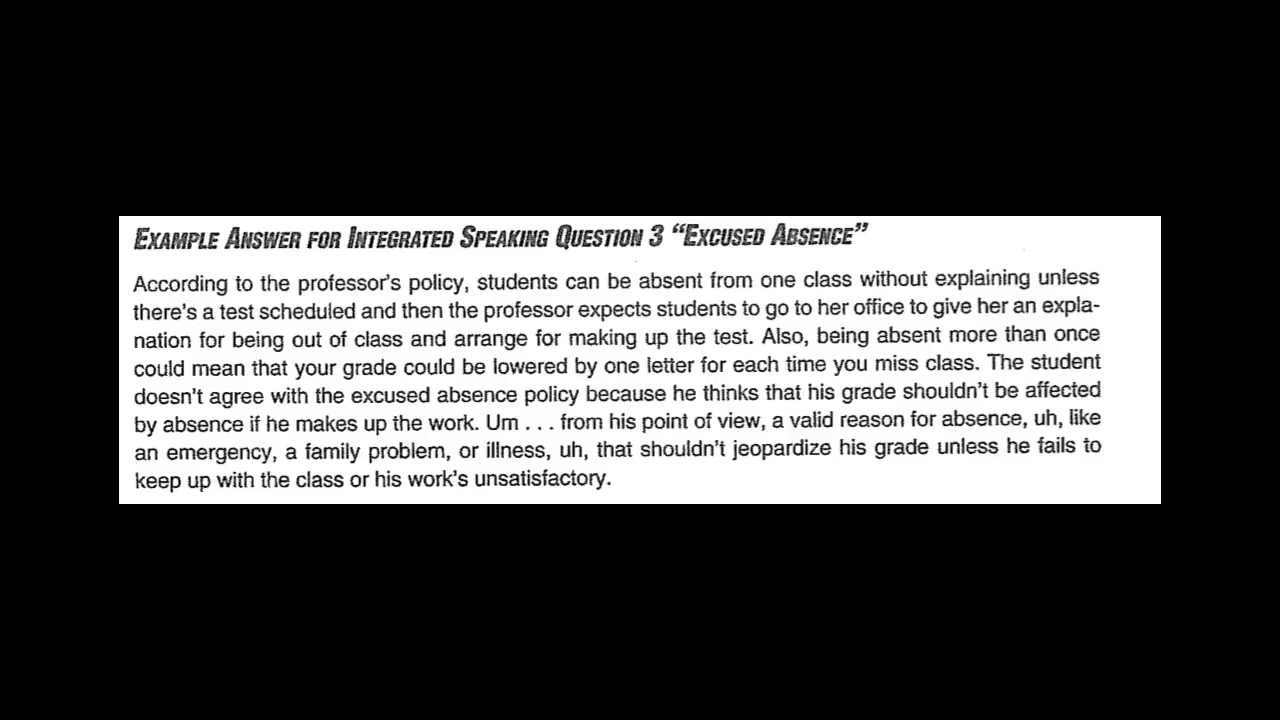 EXAMPLE ANSWER FOR INTEGRATED SPEAKING QUESTION 3 “EXCUSED ABSENCE”
According to the professor's policy, students can be absent from one class without explaining unless
there's a test scheduled and then the professor expects students to go to her office to give her an expla-
nation for being out of class and arrange for making up the test. Also, being absent more than once
could mean that your grade could be lowered by one letter for each time you miss class. The student
doesn't agree with the excused absence policy because he thinks that his grade shouldn't be affected
by absence if he makes up the work. Um . . . from his point of view, a valid reason for absence, uh, like
an emergency, a family problem, or illness, uh, that shouldn't jeopardize his grade unless he fails to
keep up with the class or his work's unsatisfactory.